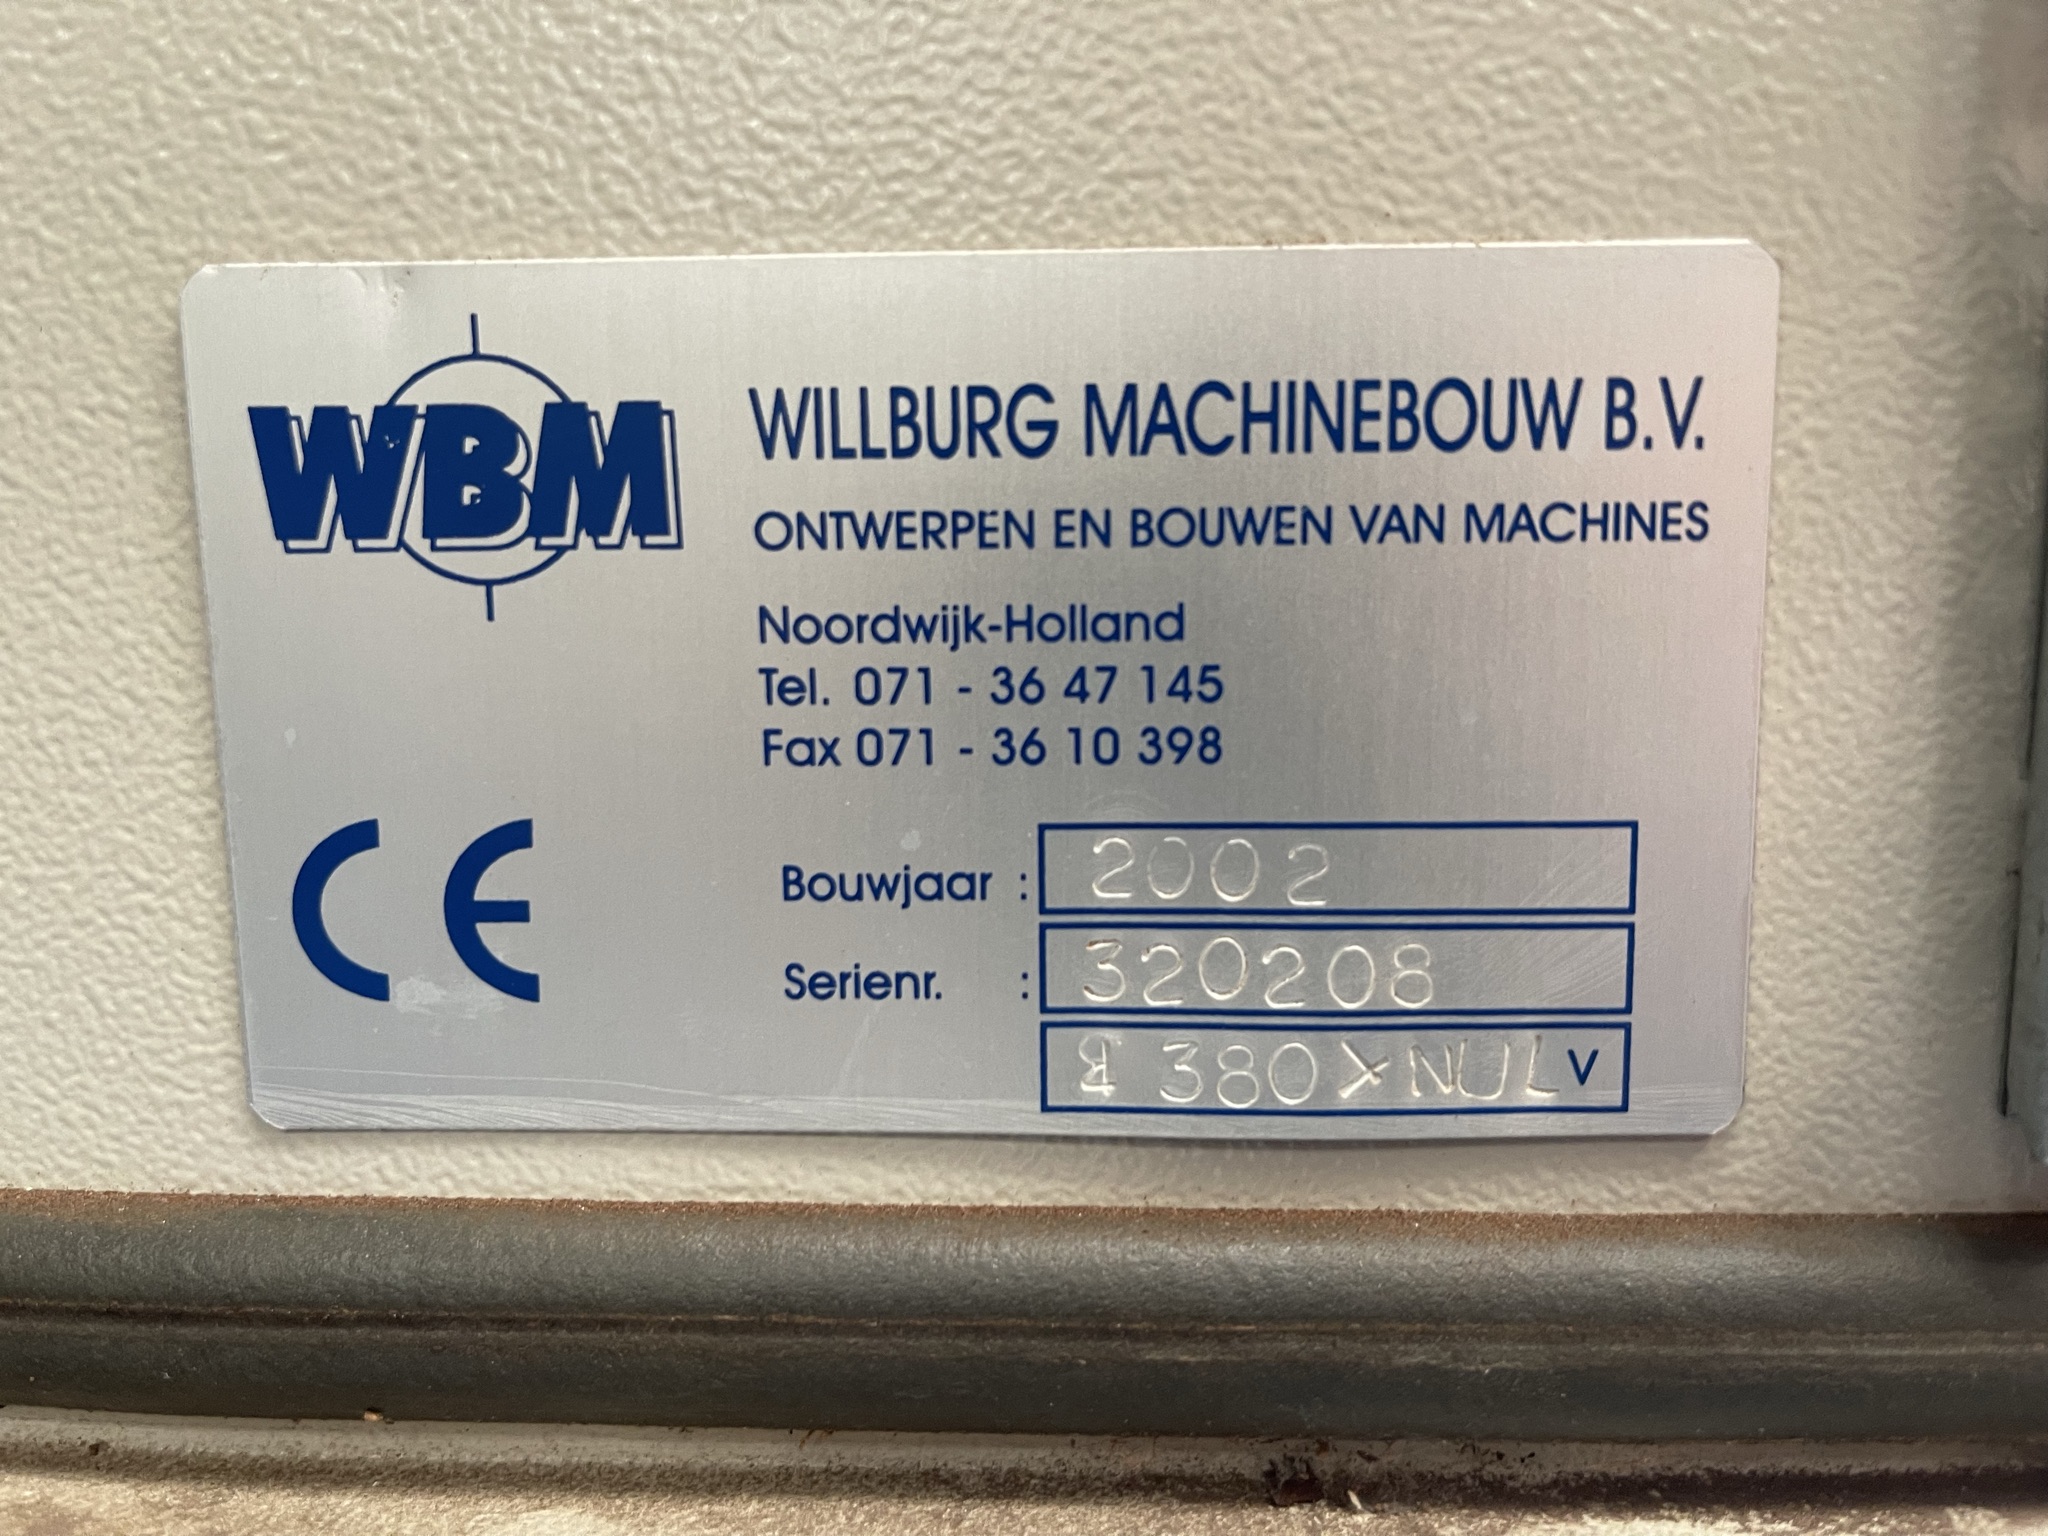 WBM
WILLBURG MACHINEBOUW B.V.
ONTWERPEN EN BOUWEN VAN MACHINES
Noordwijk-Holland
Tel. 071 - 36 47 145
Fax 071 - 36 10 398
CE
Bouwjaar : 2002
Serienr. : 320208
380 X NUL V